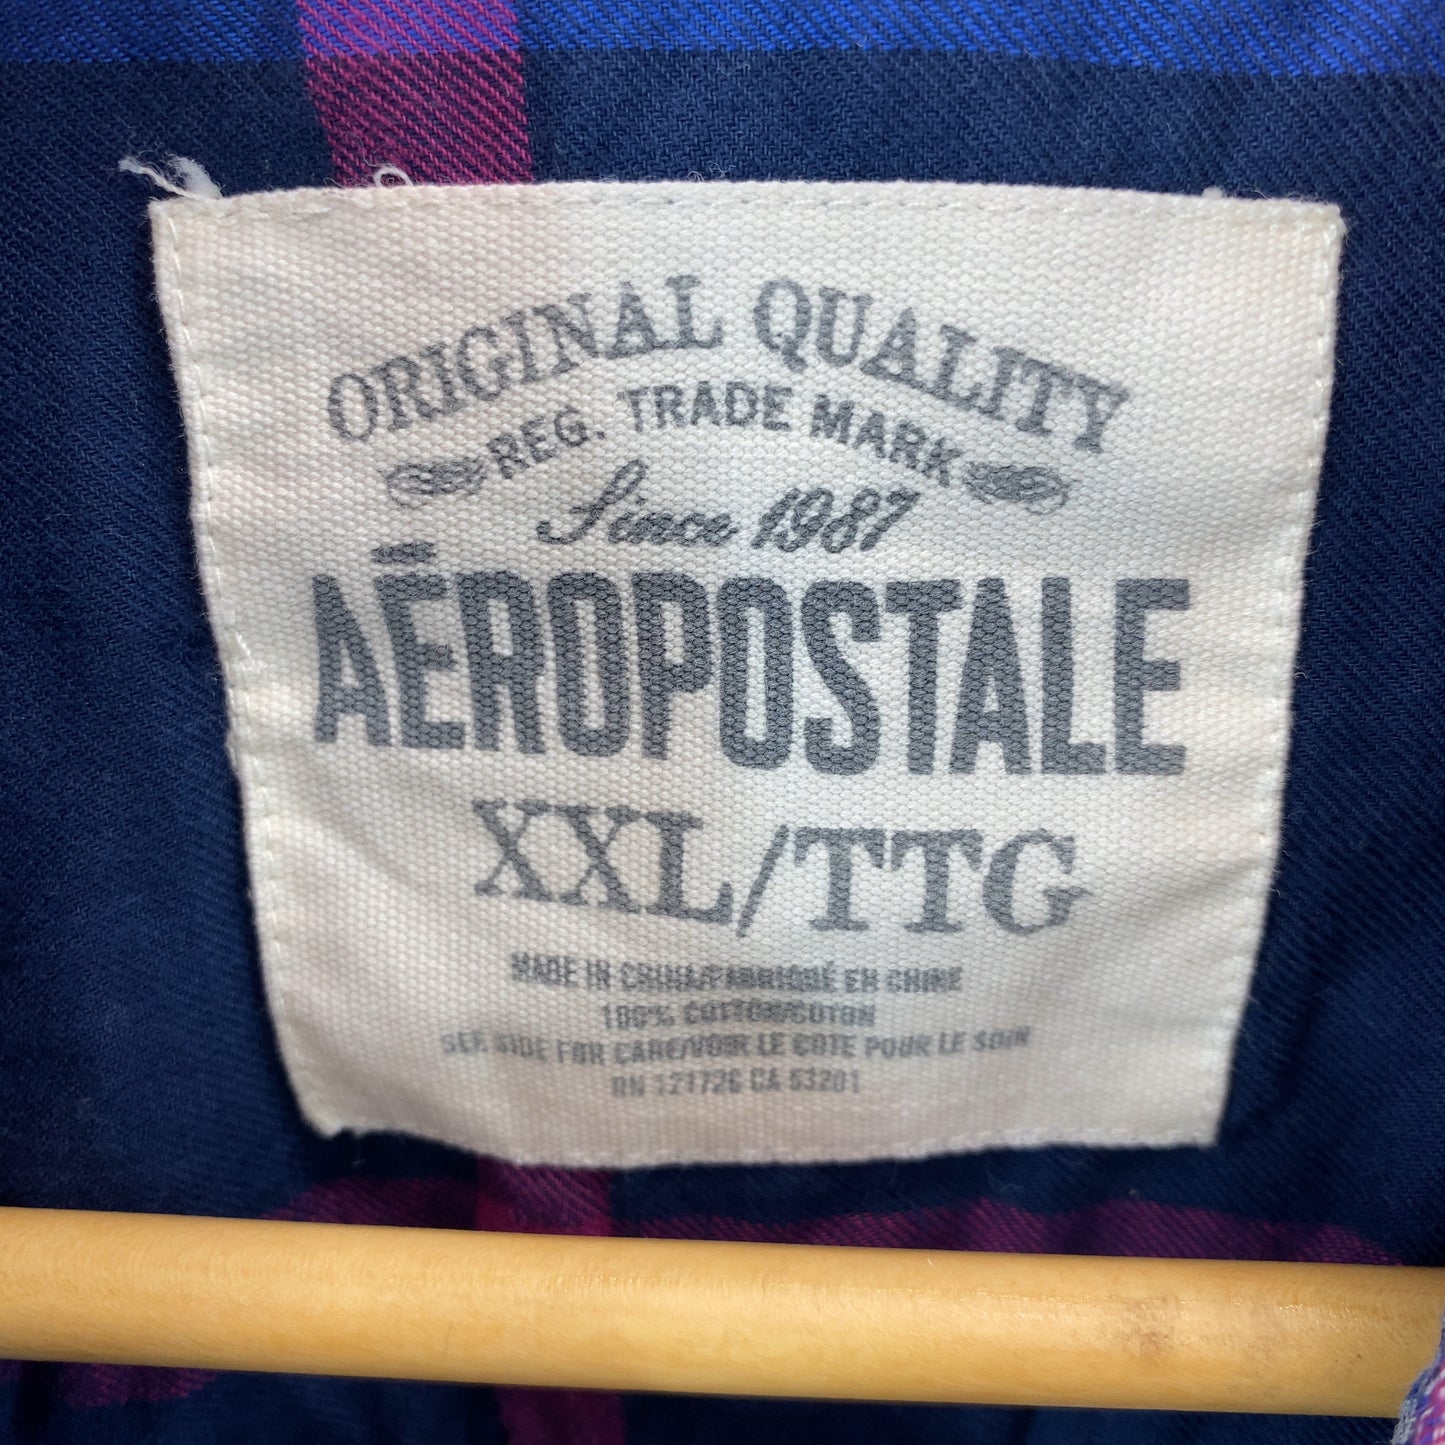 ORIGINAL QUALITY
REG. TRADE MARK
Since 1987
AÉROPOSTALE
XXL/TTG
MADE IN CHINA/FABRIQUÉ EN CHINE
100% COTTON/COTON
SEE SIDE FOR CARE/VOIR LE COTE POUR LE SOIN
RN 121726 CA 53201